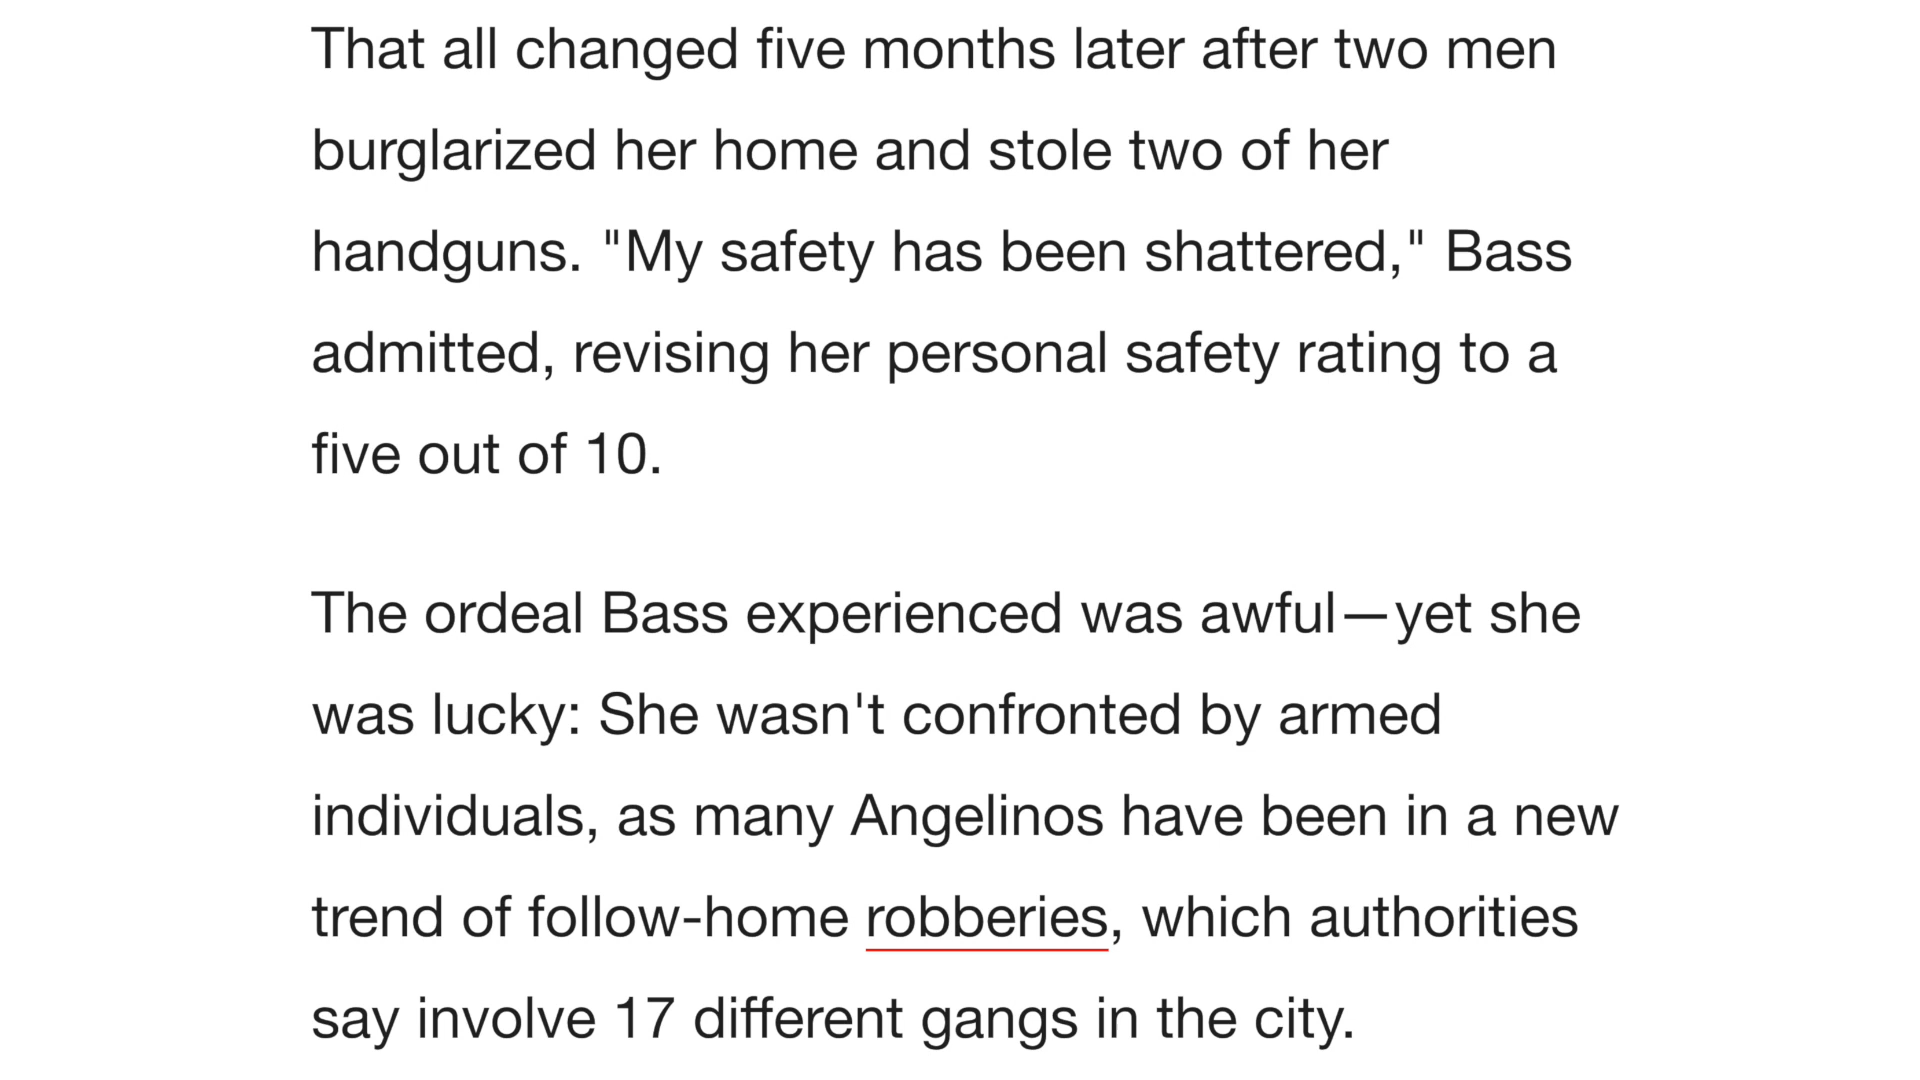 That all changed five months later after two men
burglarized her home and stole two of her
handguns. "My safety has been shattered," Bass
admitted, revising her personal safety rating to a
five out of 10.
The ordeal Bass experienced was awful—yet she
was lucky: She wasn't confronted by armed
individuals, as many Angelinos have been in a new
trend of follow-home robberies, which authorities
say involve 17 different gangs in the city.